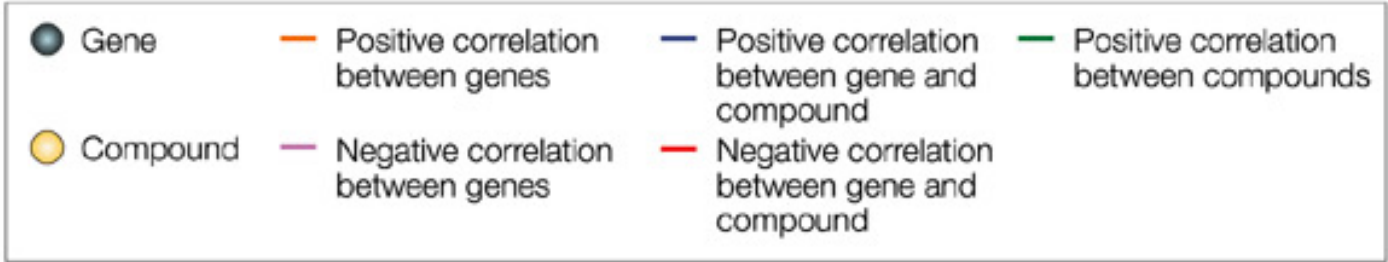 Gene
Positive correlation
between genes
Positive correlation
between gene and
compound
Positive correlation
between compounds
Compound
Negative correlation
between genes
Negative correlation
between gene and
compound